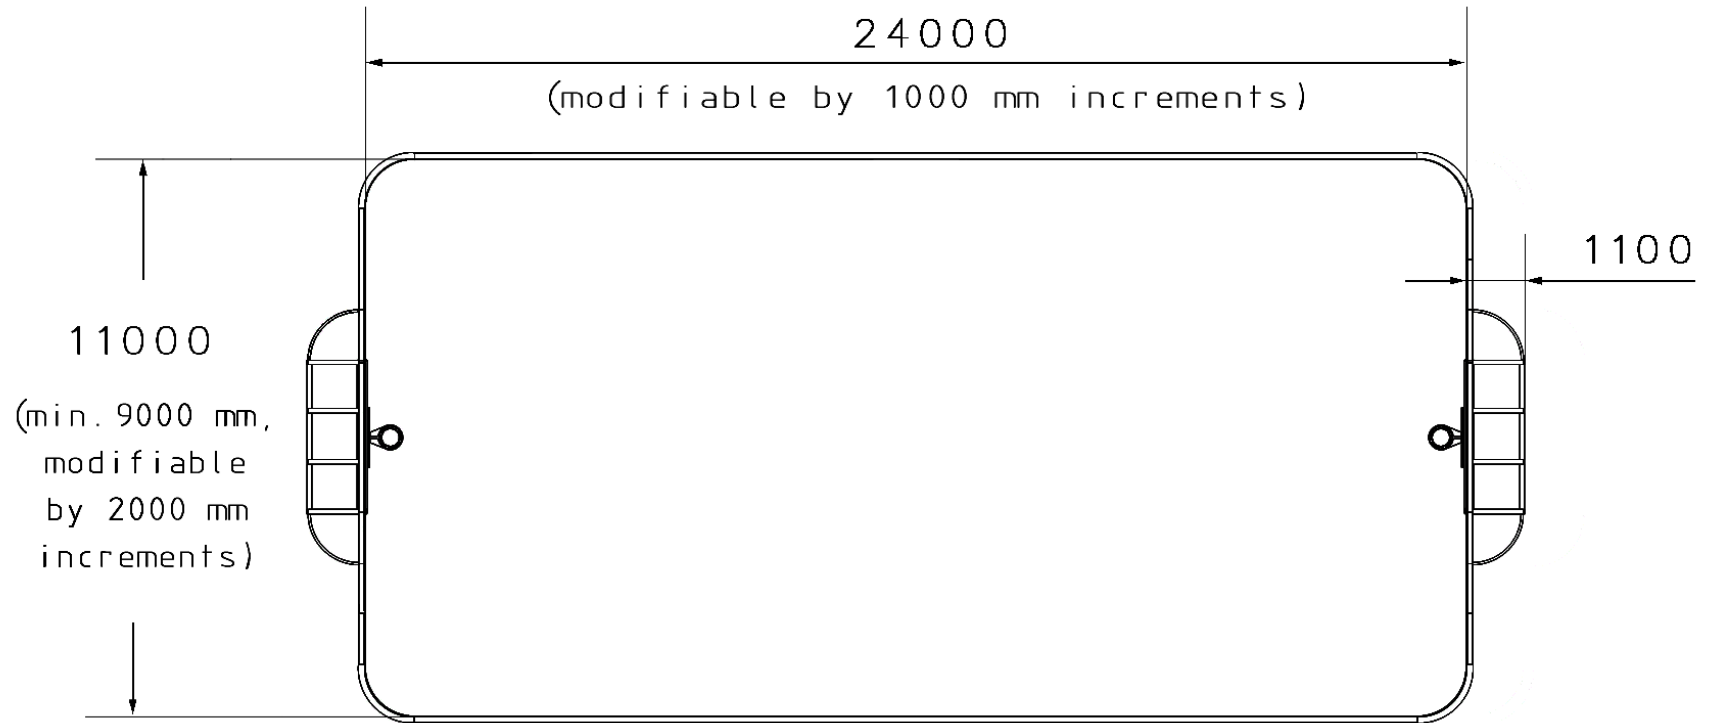 24000
(modifiable by 1000 mm increments)
1100
11000
(min. 9000 mm,
modifiable
by 2000 mm
increments)